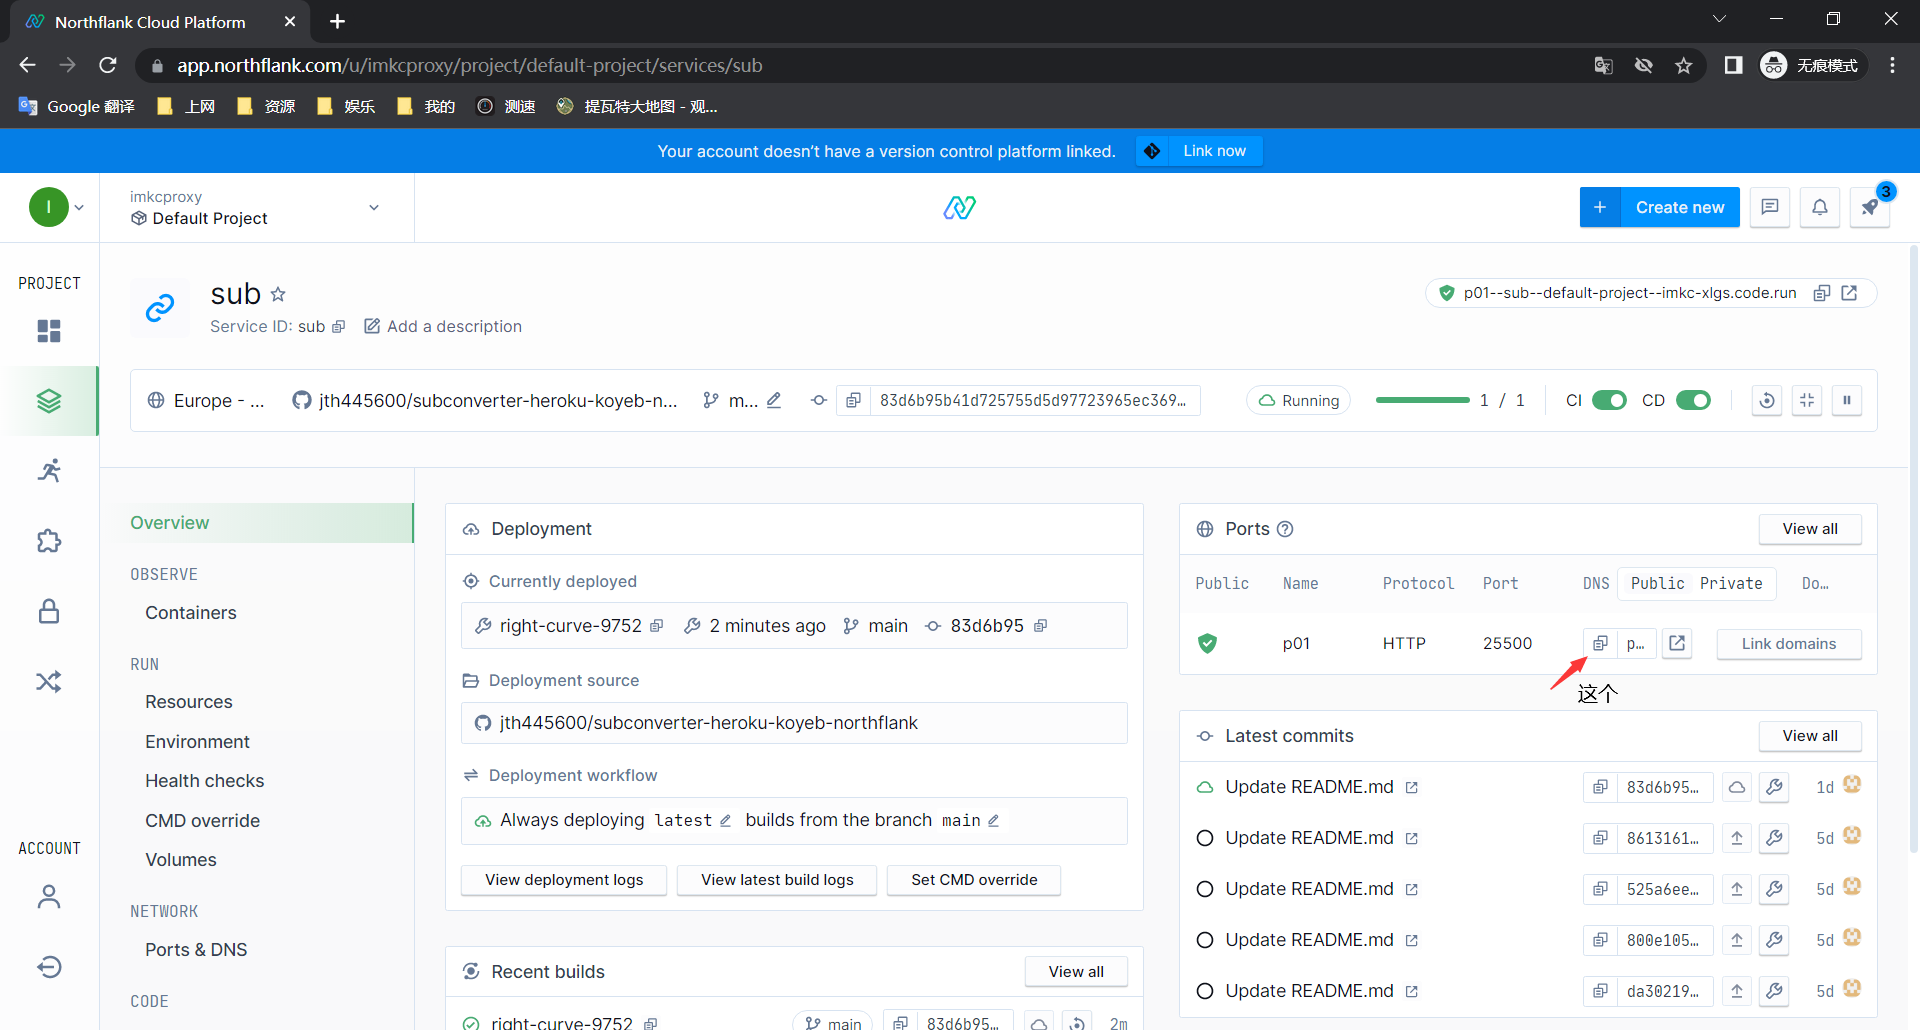 Northflank Cloud Platform
app.northflank.com/u/imkcproxy/project/default-project/services/sub
无痕模式
Google 翻译 上网 资源 娱乐 我的 测速 提瓦特大地图 - 观...
Your account doesn't have a version control platform linked. Link now
I
imkcproxy
Default Project
Create new
3
PROJECT
ACCOUNT
sub
Service ID: sub Add a description
p01--sub--default-project--imkc-xlgs.code.run
Europe - ... jth445600/subconverter-heroku-koyeb-n... m... 83d6b95b41d725755d5d97723965ec369... Running 1 / 1 CI CD
Overview
OBSERVE
Containers
RUN
Resources
Environment
Health checks
CMD override
Volumes
NETWORK
Ports & DNS
CODE
Deployment
Currently deployed
right-curve-9752 2 minutes ago main 83d6b95
Deployment source
jth445600/subconverter-heroku-koyeb-northflank
Deployment workflow
Always deploying latest builds from the branch main
View deployment logs View latest build logs Set CMD override
Recent builds View all
right-curve-9752 main 83d6b95... 2m
Ports View all
Public Name Protocol Port DNS Public Private Do...
p01 HTTP 25500 p... Link domains
这个
Latest commits View all
Update README.md 83d6b95... 1d
Update README.md 8613161... 5d
Update README.md 525a6ee... 5d
Update README.md 800e105... 5d
Update README.md da30219... 5d